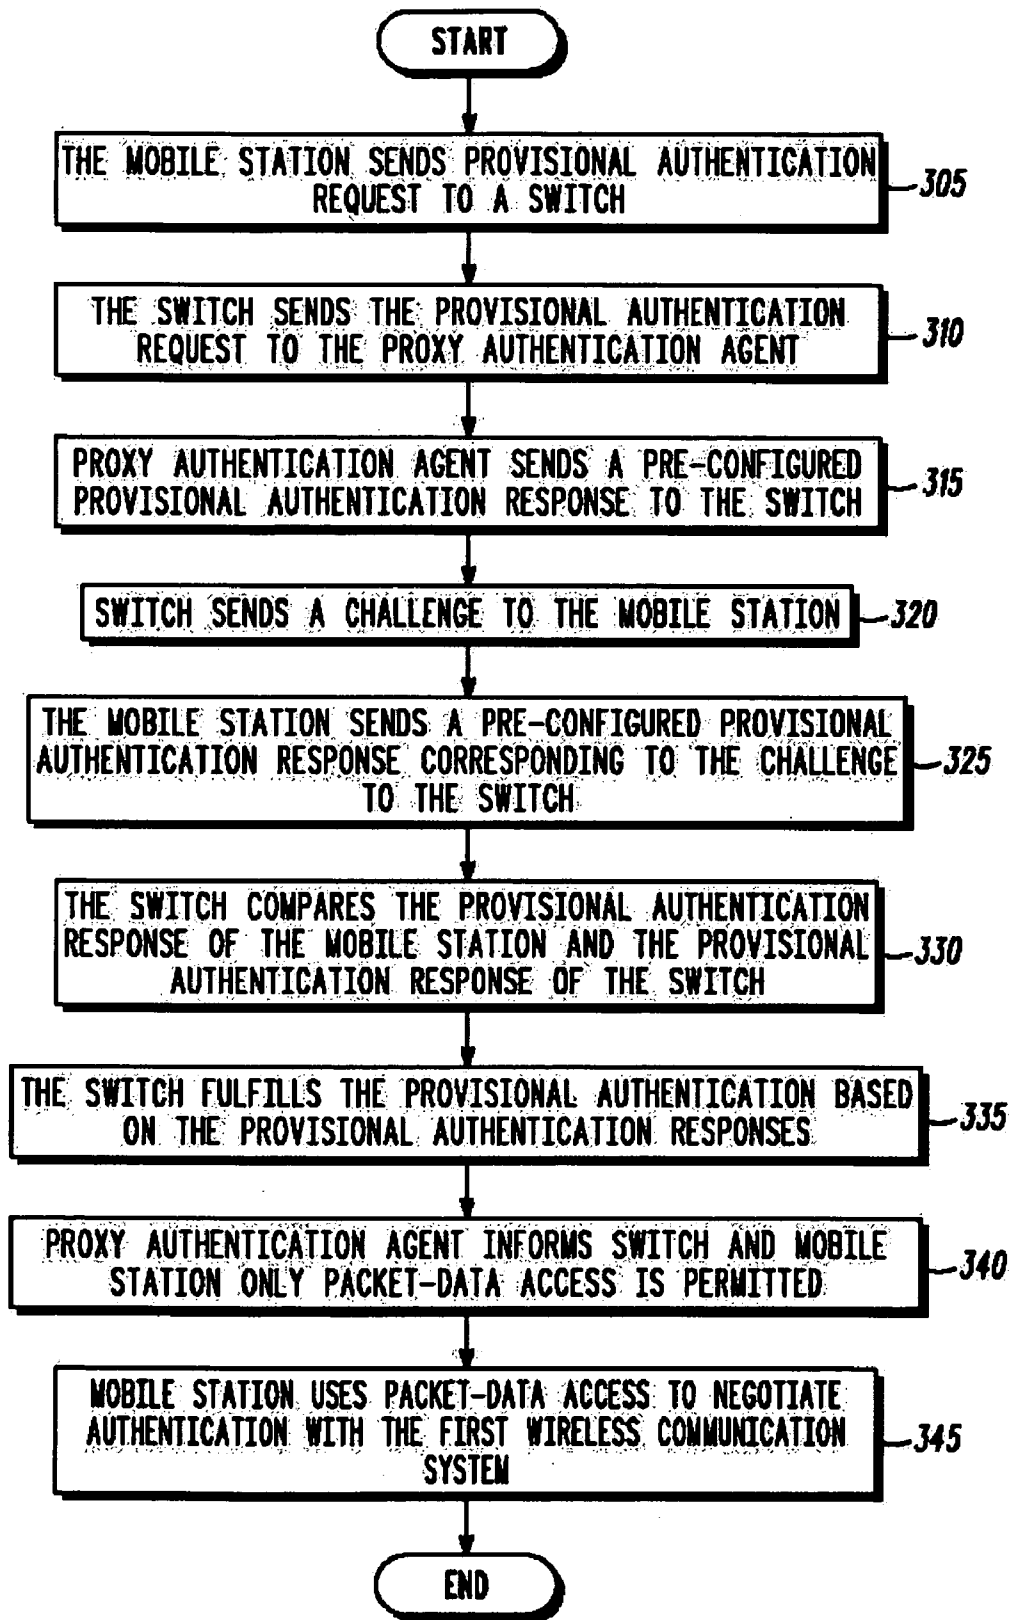 START
THE MOBILE STATION SENDS PROVISIONAL AUTHENTICATION
REQUEST TO A SWITCH
305
THE SWITCH SENDS THE PROVISIONAL AUTHENTICATION
REQUEST TO THE PROXY AUTHENTICATION AGENT
310
PROXY AUTHENTICATION AGENT SENDS A PRE-CONFIGURED
PROVISIONAL AUTHENTICATION RESPONSE TO THE SWITCH
315
SWITCH SENDS A CHALLENGE TO THE MOBILE STATION
320
THE MOBILE STATION SENDS A PRE-CONFIGURED PROVISIONAL
AUTHENTICATION RESPONSE CORRESPONDING TO THE CHALLENGE
TO THE SWITCH
325
THE SWITCH COMPARES THE PROVISIONAL AUTHENTICATION
RESPONSE OF THE MOBILE STATION AND THE PROVISIONAL
AUTHENTICATION RESPONSE OF THE SWITCH
330
THE SWITCH FULFILLS THE PROVISIONAL AUTHENTICATION BASED
ON THE PROVISIONAL AUTHENTICATION RESPONSES
335
PROXY AUTHENTICATION AGENT INFORMS SWITCH AND MOBILE
STATION ONLY PACKET-DATA ACCESS IS PERMITTED
340
MOBILE STATION USES PACKET-DATA ACCESS TO NEGOTIATE
AUTHENTICATION WITH THE FIRST WIRELESS COMMUNICATION
SYSTEM
345
END